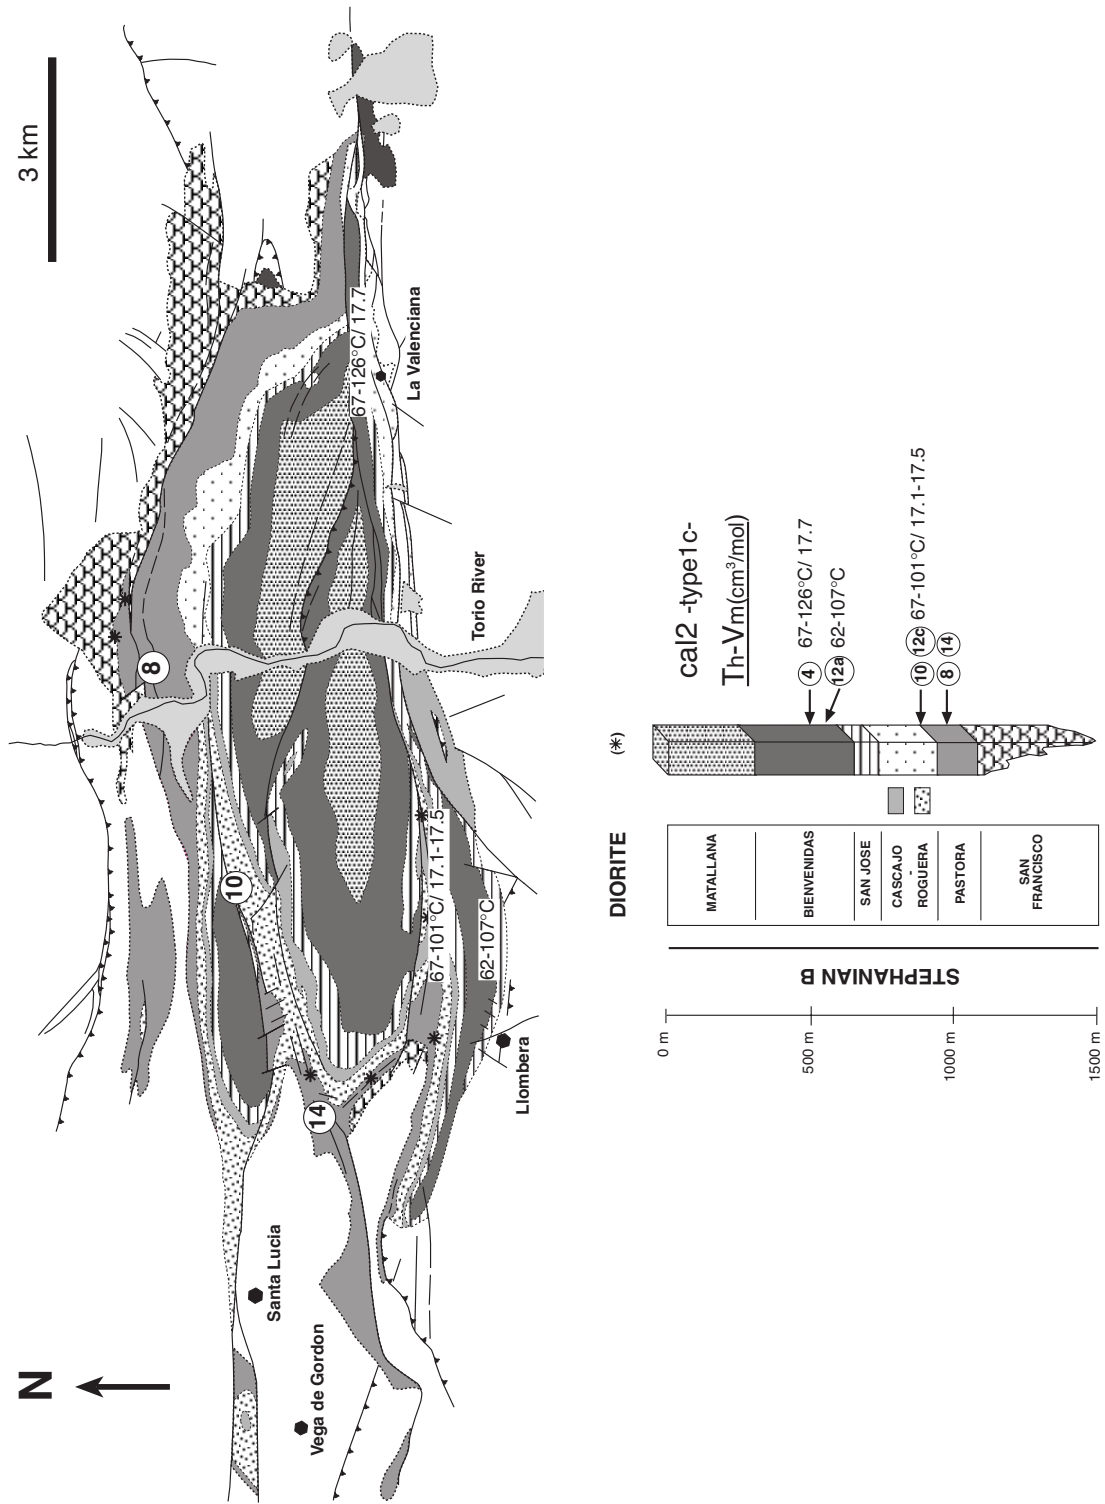 N
3 km
8
10
14
67-126°C/ 17.7
La Valenciana
Torio River
67-101°C/ 17.1-17.5
62-107°C
Llombera
Santa Lucia
Vega de Gordon
cal2 -type1c-
Th-Vm(cm³/mol)
4 67-126°C/ 17.7
12a 62-107°C
10 12c 67-101°C/ 17.1-17.5
8 14
(*)
DIORITE
MATALLANA
BIENVENIDAS
SAN JOSE
CASCAJO
-
ROGUERA
PASTORA
SAN
FRANCISCO
STEPHANIAN B
0 m
500 m
1000 m
1500 m